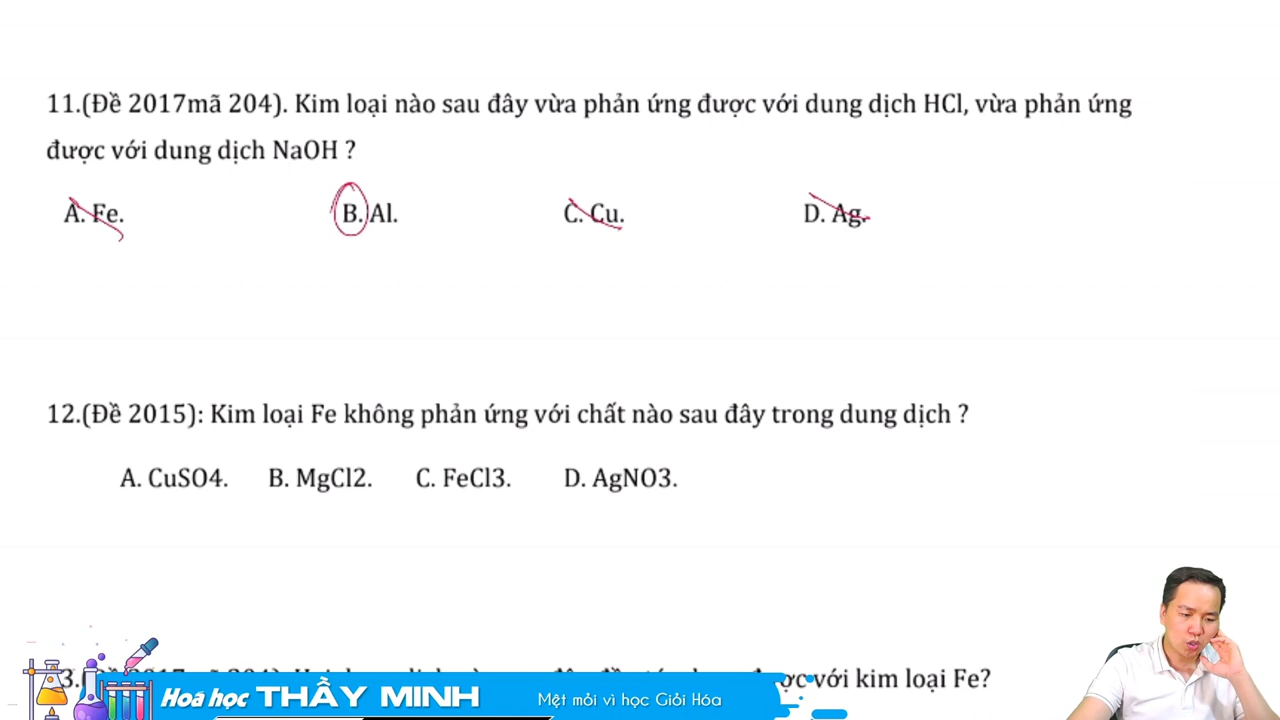 11.(Đề 2017mã 204). Kim loại nào sau đây vừa phản ứng được với dung dịch HCl, vừa phản ứng
được với dung dịch NaOH ?
A. Fe. B. Al. C. Cu. D. Ag.
12.(Đề 2015): Kim loại Fe không phản ứng với chất nào sau đây trong dung dịch ?
A. CuSO4. B. MgCl2. C. FeCl3. D. AgNO3.
với kim loại Fe?
Hoá học THẦY MINH Mệt mỏi vì học Giỏi Hóa